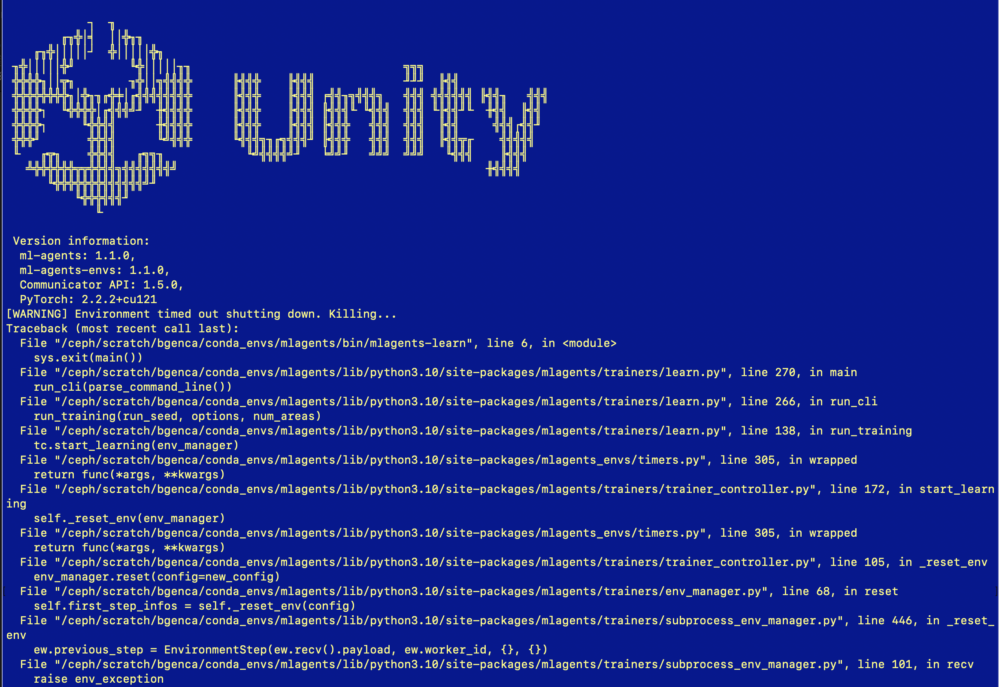 unity
Version information:
ml-agents: 1.1.0,
ml-agents-envs: 1.1.0,
Communicator API: 1.5.0,
PyTorch: 2.2.2+cu121
[WARNING] Environment timed out shutting down. Killing...
Traceback (most recent call last):
File "/ceph/scratch/bgenca/conda_envs/mlagents/bin/mlagents-learn", line 6, in <module>
sys.exit(main())
File "/ceph/scratch/bgenca/conda_envs/mlagents/lib/python3.10/site-packages/mlagents/trainers/learn.py", line 270, in main
run_cli(parse_command_line())
File "/ceph/scratch/bgenca/conda_envs/mlagents/lib/python3.10/site-packages/mlagents/trainers/learn.py", line 266, in run_cli
run_training(run_seed, options, num_areas)
File "/ceph/scratch/bgenca/conda_envs/mlagents/lib/python3.10/site-packages/mlagents/trainers/learn.py", line 138, in run_training
tc.start_learning(env_manager)
File "/ceph/scratch/bgenca/conda_envs/mlagents/lib/python3.10/site-packages/mlagents_envs/timers.py", line 305, in wrapped
return func(*args, **kwargs)
File "/ceph/scratch/bgenca/conda_envs/mlagents/lib/python3.10/site-packages/mlagents/trainers/trainer_controller.py", line 172, in start_learn
ing
self._reset_env(env_manager)
File "/ceph/scratch/bgenca/conda_envs/mlagents/lib/python3.10/site-packages/mlagents_envs/timers.py", line 305, in wrapped
return func(*args, **kwargs)
File "/ceph/scratch/bgenca/conda_envs/mlagents/lib/python3.10/site-packages/mlagents/trainers/trainer_controller.py", line 105, in _reset_env
env_manager.reset(config=new_config)
File "/ceph/scratch/bgenca/conda_envs/mlagents/lib/python3.10/site-packages/mlagents/trainers/env_manager.py", line 68, in reset
self.first_step_infos = self._reset_env(config)
File "/ceph/scratch/bgenca/conda_envs/mlagents/lib/python3.10/site-packages/mlagents/trainers/subprocess_env_manager.py", line 446, in _reset_
env
ew.previous_step = EnvironmentStep(ew.recv().payload, ew.worker_id, {}, {})
File "/ceph/scratch/bgenca/conda_envs/mlagents/lib/python3.10/site-packages/mlagents/trainers/subprocess_env_manager.py", line 101, in recv
raise env_exception